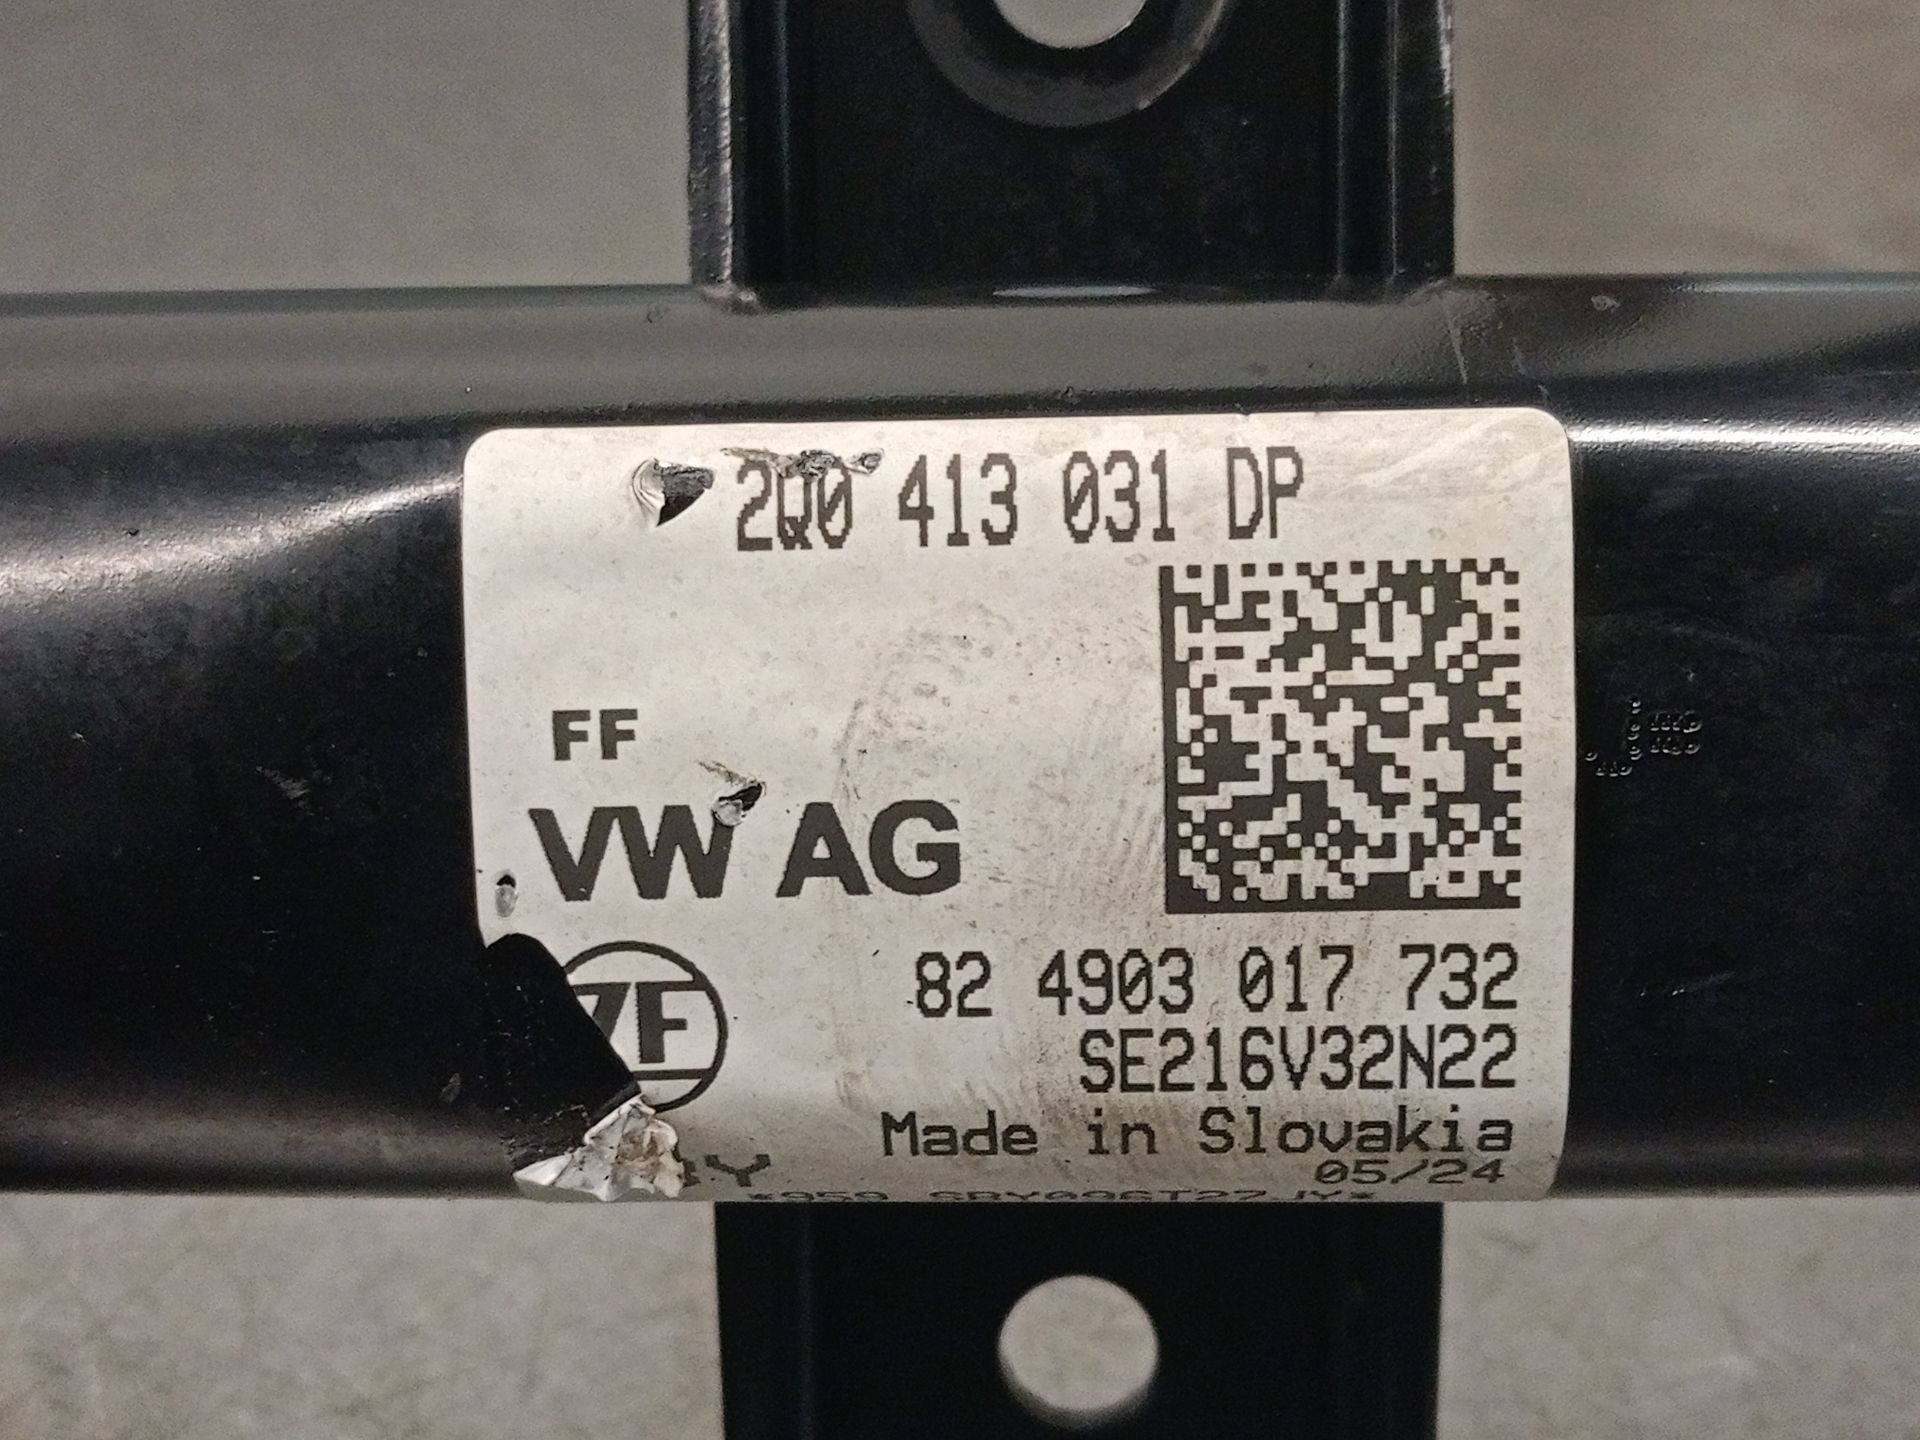 2Q0 413 031 DP
FF
VW AG
ZF
82 4903 017 732
SE216V32N22
Made in Slovakia
05/24